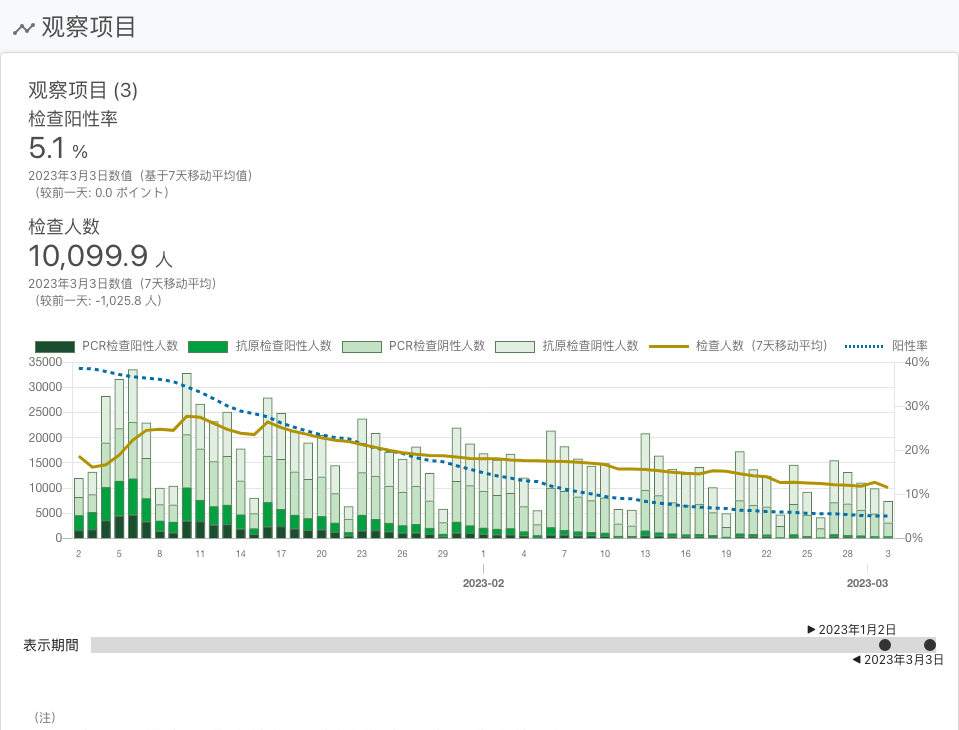 观察项目
观察项目 (3)
检查阳性率
5.1 %
2023年3月3日数值（基于7天移动平均值）
（较前一天: 0.0 ポイント）
检查人数
10,099.9 人
2023年3月3日数值（7天移动平均）
（较前一天: -1,025.8 人）
PCR检查阳性人数 抗原检查阳性人数 PCR检查阴性人数 抗原检查阴性人数 检查人数（7天移动平均） 阳性率
35000 40%
30000
25000 30%
20000
15000 20%
10000 10%
5000
0 0%
2 5 8 11 14 17 20 23 26 29 1 4 7 10 13 16 19 22 25 28 3
2023-02 2023-03
▶ 2023年1月2日
表示期間
◀ 2023年3月3日
（注）